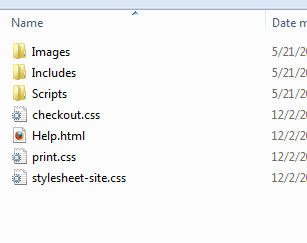 Name Date m
Images 5/21/20
Includes 5/21/20
Scripts 5/21/20
checkout.css 12/2/20
Help.html 12/2/20
print.css 12/2/20
stylesheet-site.css 12/2/20